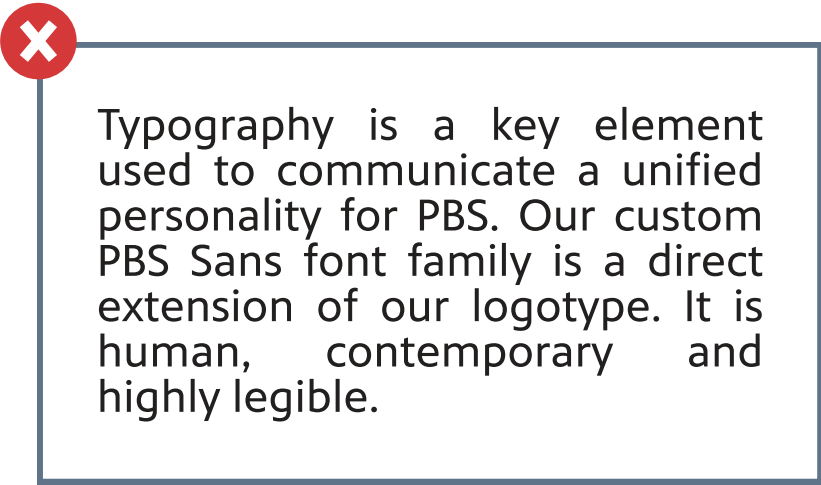 Typography is a key element
used to communicate a unified
personality for PBS. Our custom
PBS Sans font family is a direct
extension of our logotype. It is
human, contemporary and
highly legible.